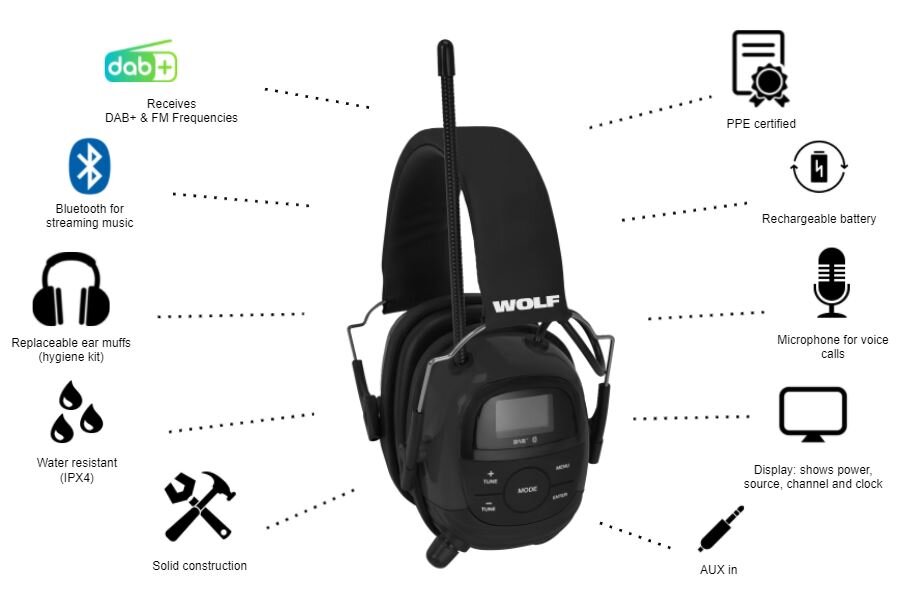 dab+
Receives
DAB+ & FM Frequencies
Bluetooth for
streaming music
Replaceable ear muffs
(hygiene kit)
Water resistant
(IPX4)
Solid construction
WOLF
DAB+
+
TUNE
MENU
MODE
−
TUNE
ENTER
PPE certified
Rechargeable battery
Microphone for voice
calls
Display: shows power,
source, channel and clock
AUX in